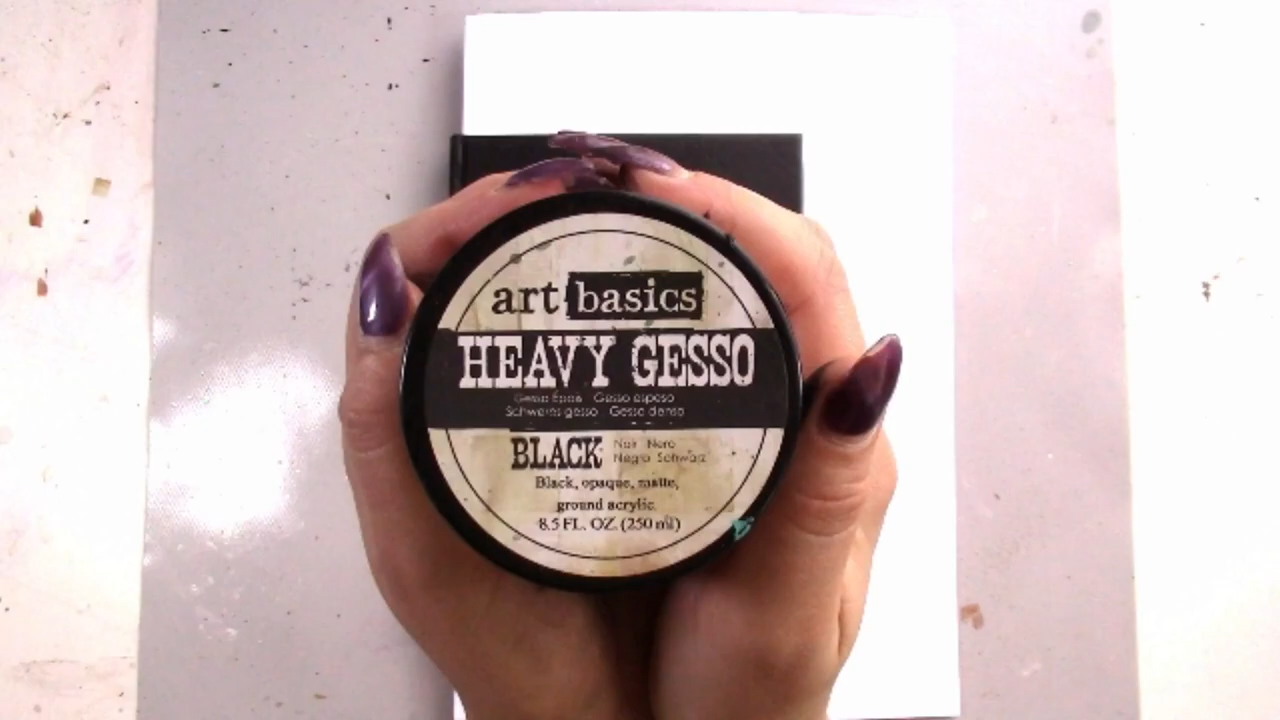 art basics
HEAVY GESSO
Gesso Épais Gesso espeso
Schweres gesso Gesso denso
BLACK Noir Nero
Negro Schwarz
Black, opaque, matte,
ground acrylic.
8.5 FL. OZ. (250 ml)